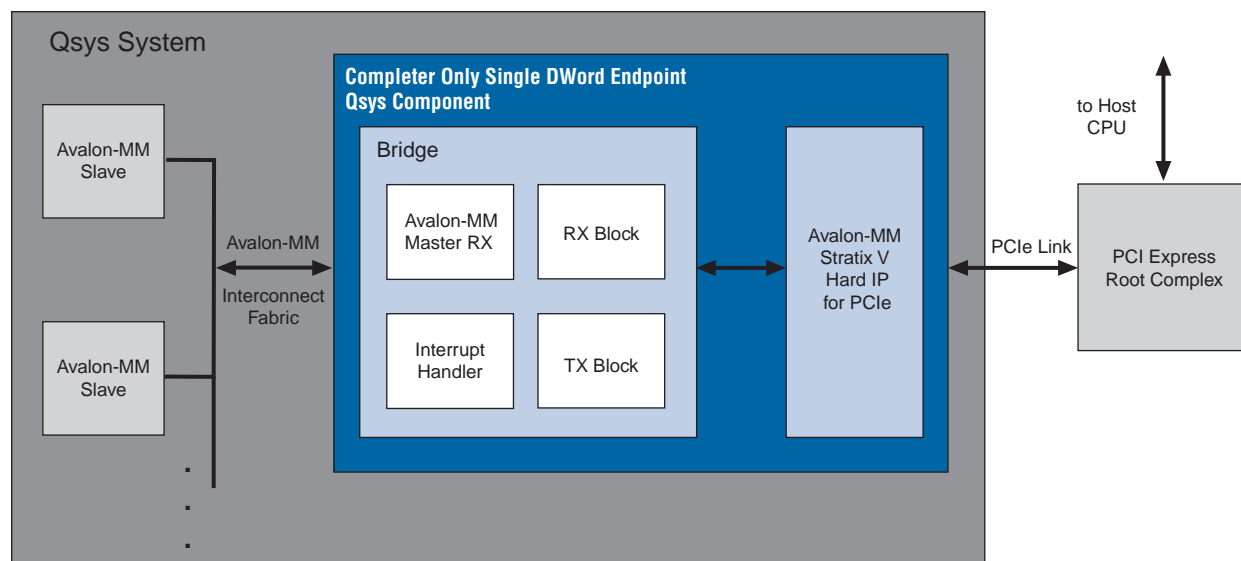 Qsys System
Completer Only Single DWord Endpoint
Qsys Component
to Host
CPU
Avalon-MM
Slave
Bridge
Avalon-MM
Master RX
RX Block
Avalon-MM
Interconnect
Fabric
Avalon-MM
Stratix V
Hard IP
for PCIe
PCIe Link
PCI Express
Root Complex
Avalon-MM
Slave
Interrupt
Handler
TX Block
.
.
.